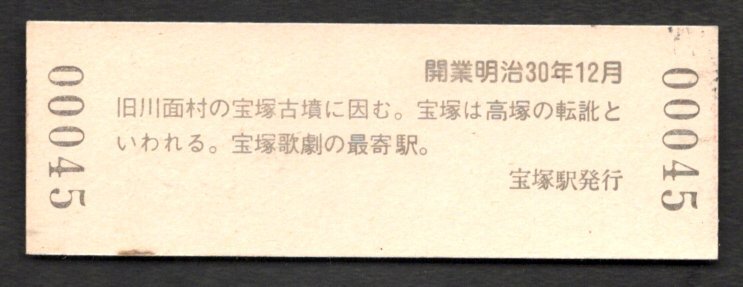 開業明治30年12月
旧川面村の宝塚古墳に因む。宝塚は高塚の転訛と
いわれる。宝塚歌劇の最寄駅。
宝塚駅発行
00045
00045